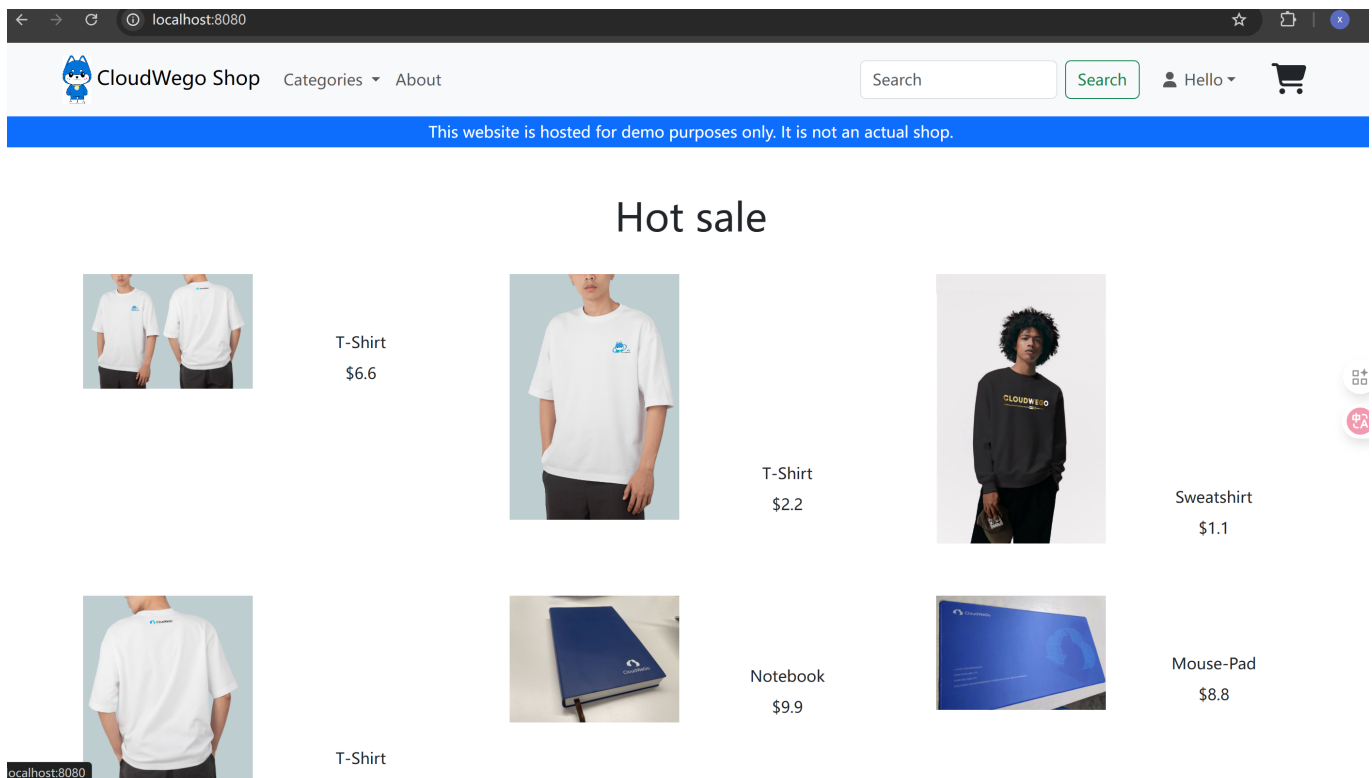 localhost:8080
X
CloudWego Shop Categories About Search Search Hello
This website is hosted for demo purposes only. It is not an actual shop.
Hot sale
T-Shirt
$6.6
T-Shirt
$2.2
CLOUDWEGO
Sweatshirt
$1.1
CloudWeGo
Notebook
$9.9
CloudWeGo
Mouse-Pad
$8.8
T-Shirt
ocalhost:8080